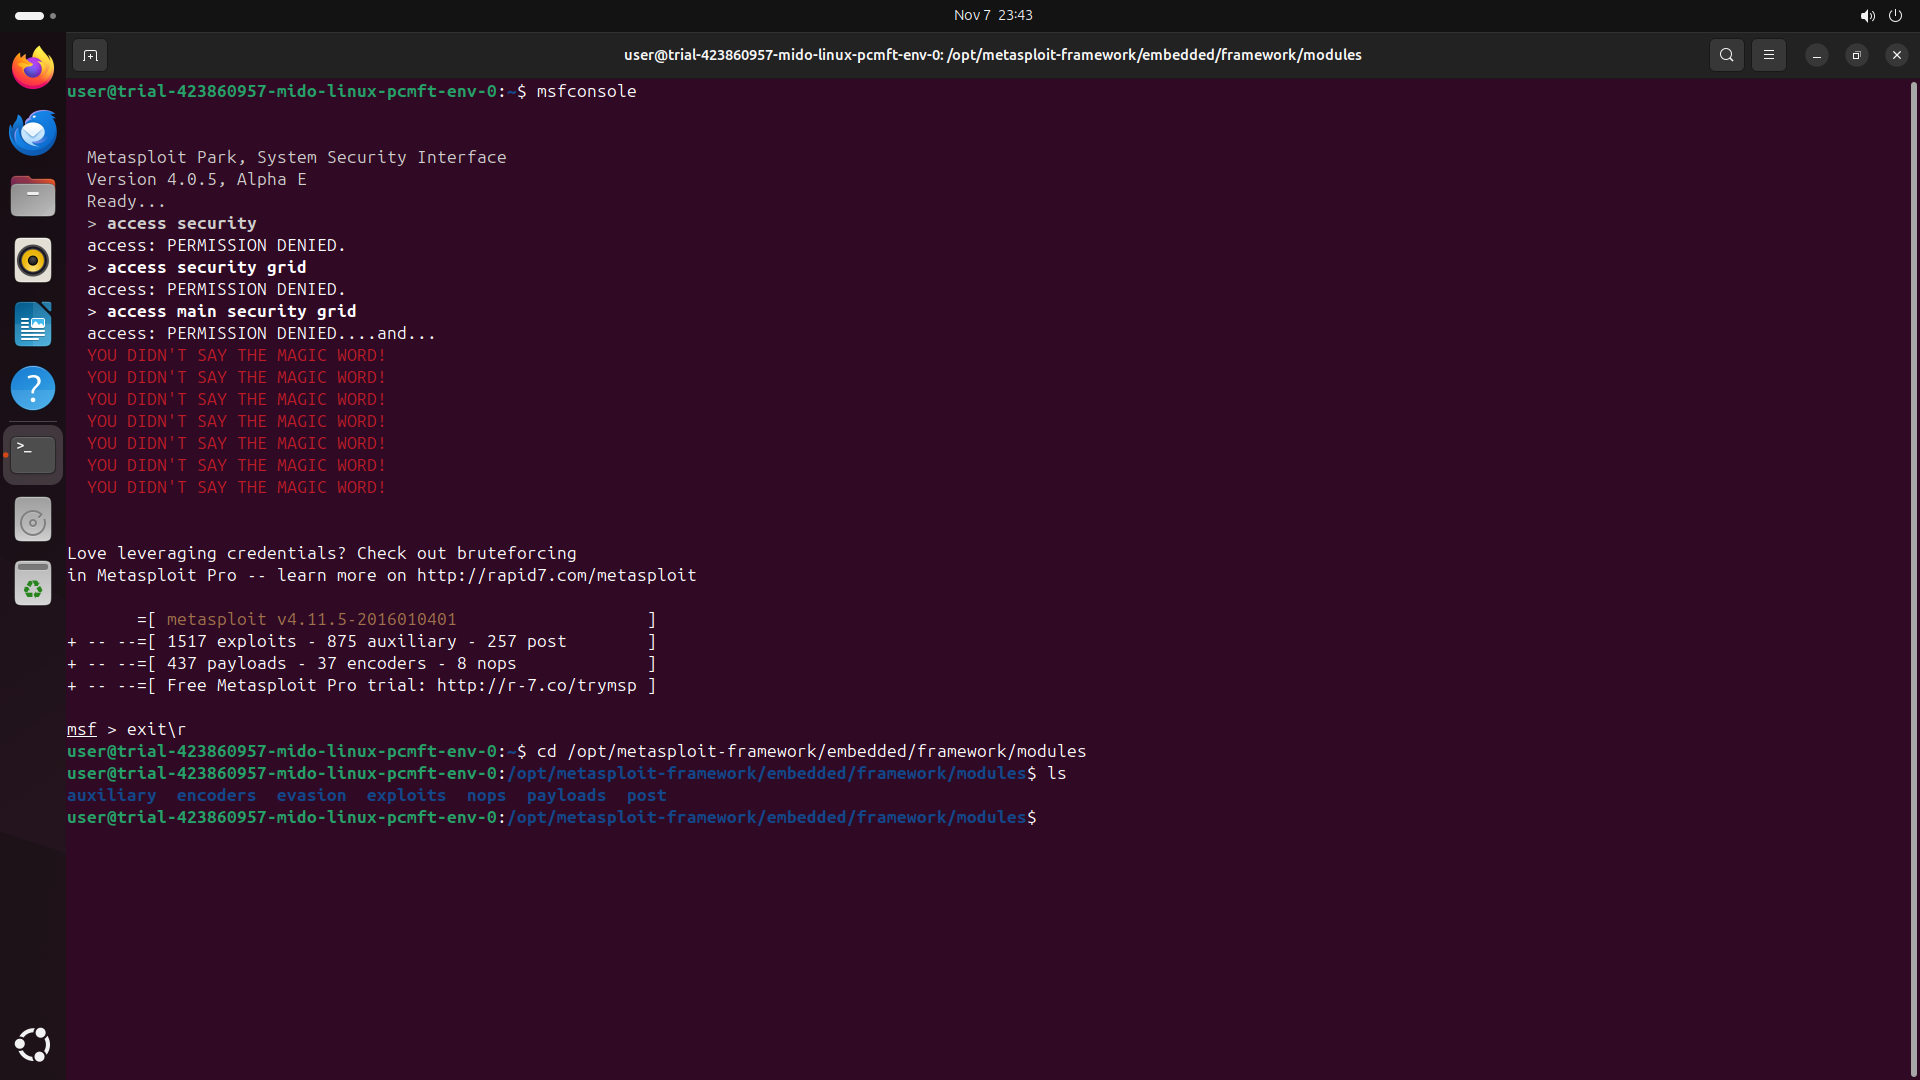 Nov 7 23:43
user@trial-423860957-mido-linux-pcmft-env-0: /opt/metasploit-framework/embedded/framework/modules
user@trial-423860957-mido-linux-pcmft-env-0:~$ msfconsole
Metasploit Park, System Security Interface
Version 4.0.5, Alpha E
Ready...
> access security
access: PERMISSION DENIED.
> access security grid
access: PERMISSION DENIED.
> access main security grid
access: PERMISSION DENIED....and...
YOU DIDN'T SAY THE MAGIC WORD!
YOU DIDN'T SAY THE MAGIC WORD!
YOU DIDN'T SAY THE MAGIC WORD!
YOU DIDN'T SAY THE MAGIC WORD!
YOU DIDN'T SAY THE MAGIC WORD!
YOU DIDN'T SAY THE MAGIC WORD!
YOU DIDN'T SAY THE MAGIC WORD!
Love leveraging credentials? Check out bruteforcing
in Metasploit Pro -- learn more on http://rapid7.com/metasploit
=[ metasploit v4.11.5-2016010401 ]
+ -- --=[ 1517 exploits - 875 auxiliary - 257 post ]
+ -- --=[ 437 payloads - 37 encoders - 8 nops ]
+ -- --=[ Free Metasploit Pro trial: http://r-7.co/trymsp ]
msf > exit\r
user@trial-423860957-mido-linux-pcmft-env-0:~$ cd /opt/metasploit-framework/embedded/framework/modules
user@trial-423860957-mido-linux-pcmft-env-0:/opt/metasploit-framework/embedded/framework/modules$ ls
auxiliary encoders evasion exploits nops payloads post
user@trial-423860957-mido-linux-pcmft-env-0:/opt/metasploit-framework/embedded/framework/modules$